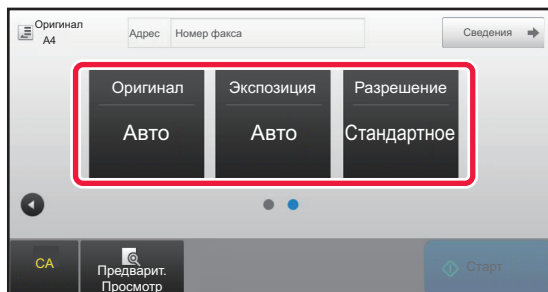 Оригинал
A4
Адрес
Номер факса
Сведения
Оригинал
Экспозиция
Разрешение
Авто
Авто
Стандартное
CA
Предварит.
Просмотр
Старт